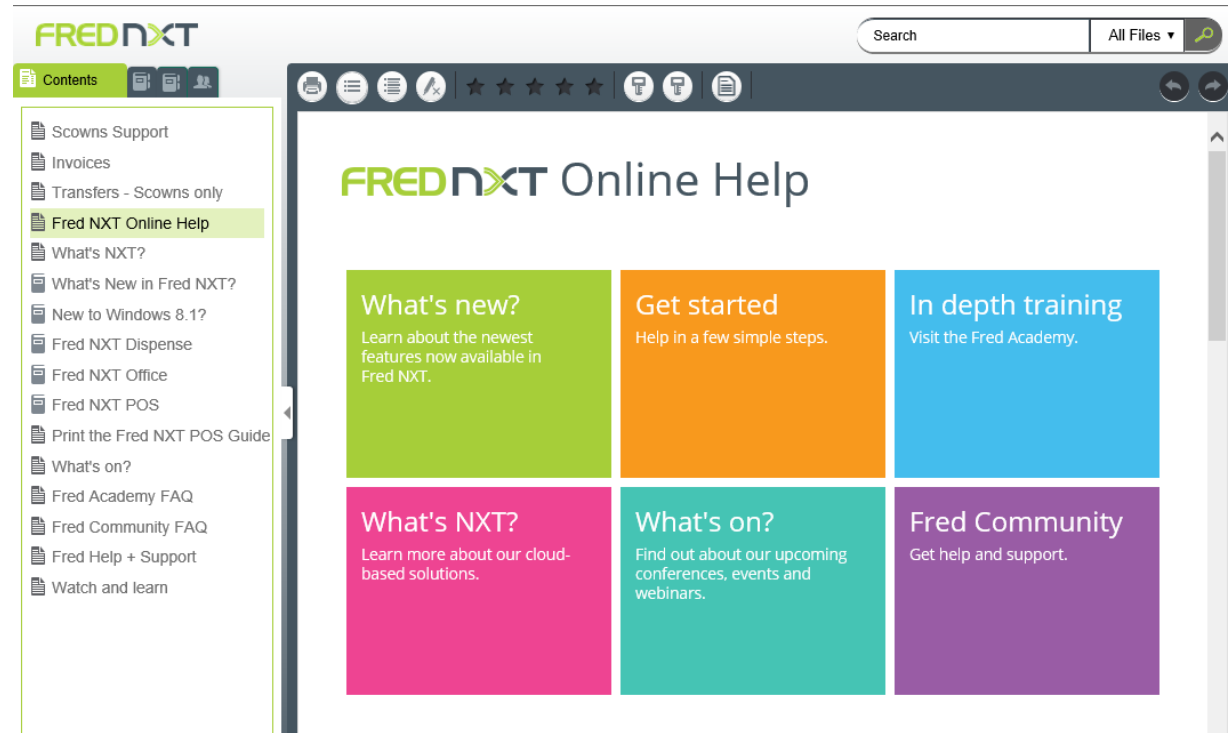 FRED NXT
Search
All Files
Contents
Scowns Support
Invoices
Transfers - Scowns only
Fred NXT Online Help
What's NXT?
What's New in Fred NXT?
New to Windows 8.1?
Fred NXT Dispense
Fred NXT Office
Fred NXT POS
Print the Fred NXT POS Guide
What's on?
Fred Academy FAQ
Fred Community FAQ
Fred Help + Support
Watch and learn
FRED NXT Online Help
What's new?
Learn about the newest
features now available in
Fred NXT.
Get started
Help in a few simple steps.
In depth training
Visit the Fred Academy.
What's NXT?
Learn more about our cloud-
based solutions.
What's on?
Find out about our upcoming
conferences, events and
webinars.
Fred Community
Get help and support.